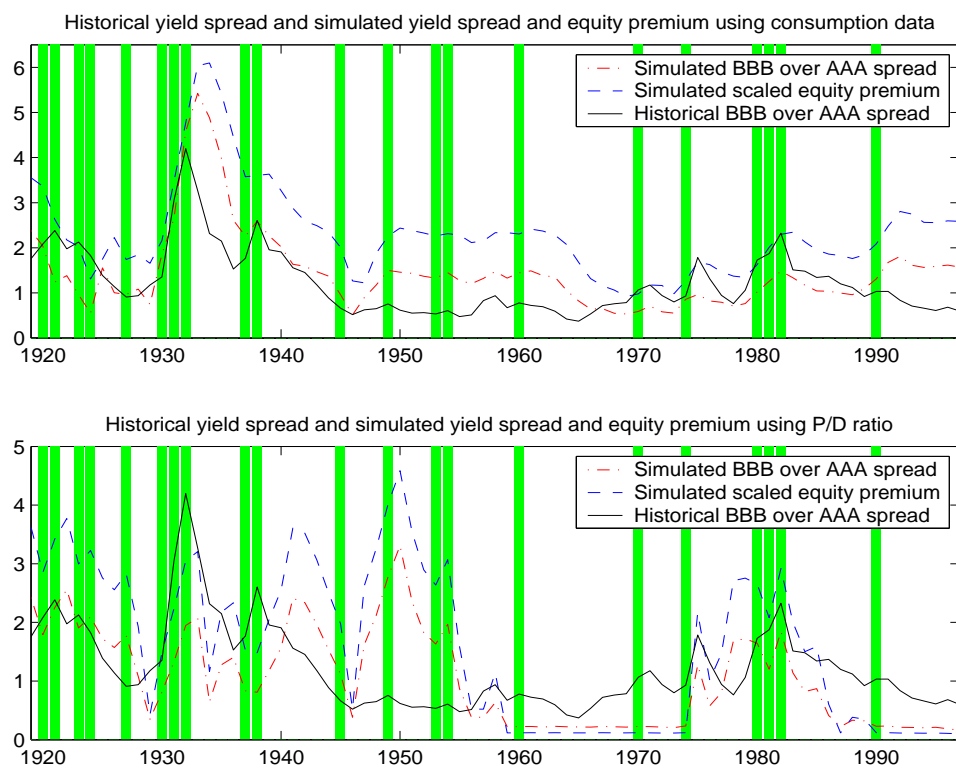 Historical yield spread and simulated yield spread and equity premium using consumption data
6
5
4
3
2
1
0
Simulated BBB over AAA spread
Simulated scaled equity premium
Historical BBB over AAA spread
1920 1930 1940 1950 1960 1970 1980 1990
Historical yield spread and simulated yield spread and equity premium using P/D ratio
5
4
3
2
1
0
Simulated BBB over AAA spread
Simulated scaled equity premium
Historical BBB over AAA spread
1920 1930 1940 1950 1960 1970 1980 1990